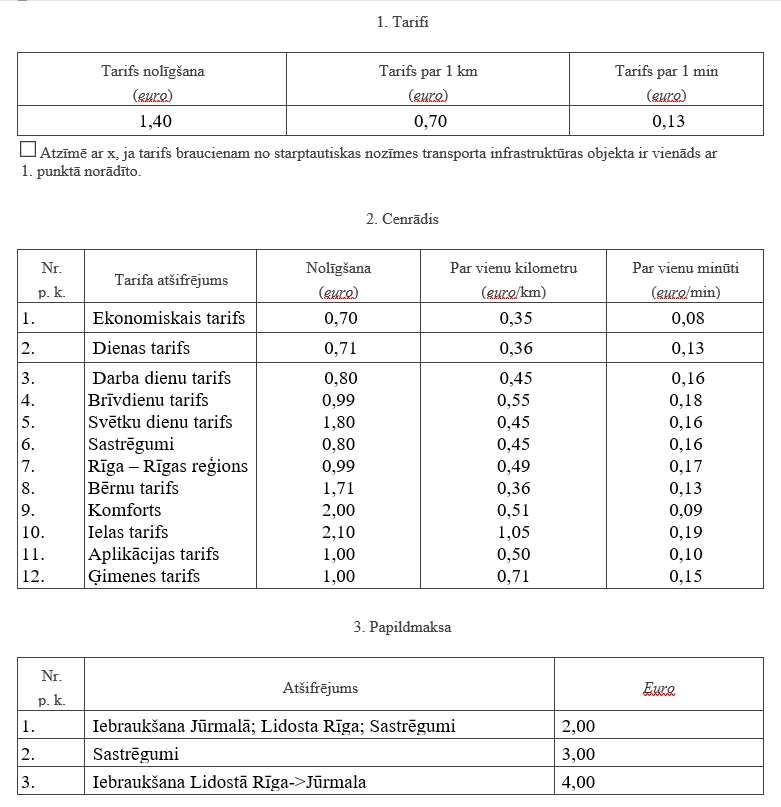 1. Tarifi
Tarifs nolīgšana
(euro)
Tarifs par 1 km
(euro)
Tarifs par 1 min
(euro)
1,40 0,70 0,13
Atzīmē ar x, ja tarifs braucienam no starptautiskas nozīmes transporta infrastruktūras objekta ir vienāds ar
1. punktā norādīto.
2. Cenrādis
Nr.
p. k.
Tarifa atšifrējums
Nolīgšana
(euro)
Par vienu kilometru
(euro/km)
Par vienu minūti
(euro/min)
1. Ekonomiskais tarifs 0,70 0,35 0,08
2. Dienas tarifs 0,71 0,36 0,13
3. Darba dienu tarifs 0,80 0,45 0,16
4. Brīvdienu tarifs 0,99 0,55 0,18
5. Svētku dienu tarifs 1,80 0,45 0,16
6. Sastrēgumi 0,80 0,45 0,16
7. Rīga – Rīgas reģions 0,99 0,49 0,17
8. Bērnu tarifs 1,71 0,36 0,13
9. Komforts 2,00 0,51 0,09
10. Ielas tarifs 2,10 1,05 0,19
11. Aplikācijas tarifs 1,00 0,50 0,10
12. Ģimenes tarifs 1,00 0,71 0,15
3. Papildmaksa
Nr.
p. k.
Atšifrējums
Euro
1. Iebraukšana Jūrmalā; Lidosta Rīga; Sastrēgumi 2,00
2. Sastrēgumi 3,00
3. Iebraukšana Lidostā Rīga->Jūrmala 4,00